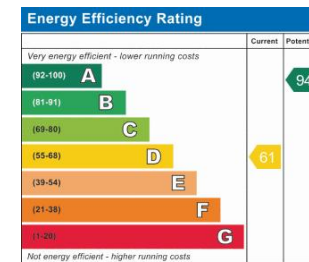 Energy Efficiency Rating
Current Potent
Very energy efficient - lower running costs
(92-100) A
94
(81-91) B
(69-80) C
(55-68) D
61
(39-54) E
(21-38) F
(1-20) G
Not energy efficient - higher running costs